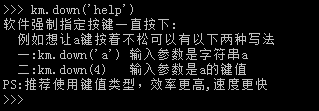 >>> km.down('help')
软件强制指定按键一直按下:
例如想让a键按着不松可以有以下两种写法
一:km.down('a') 输入参数是字符串a
二:km.down(4) 输入参数是a的键值
PS:推荐使用键值类型，效率更高,速度更快
>>>